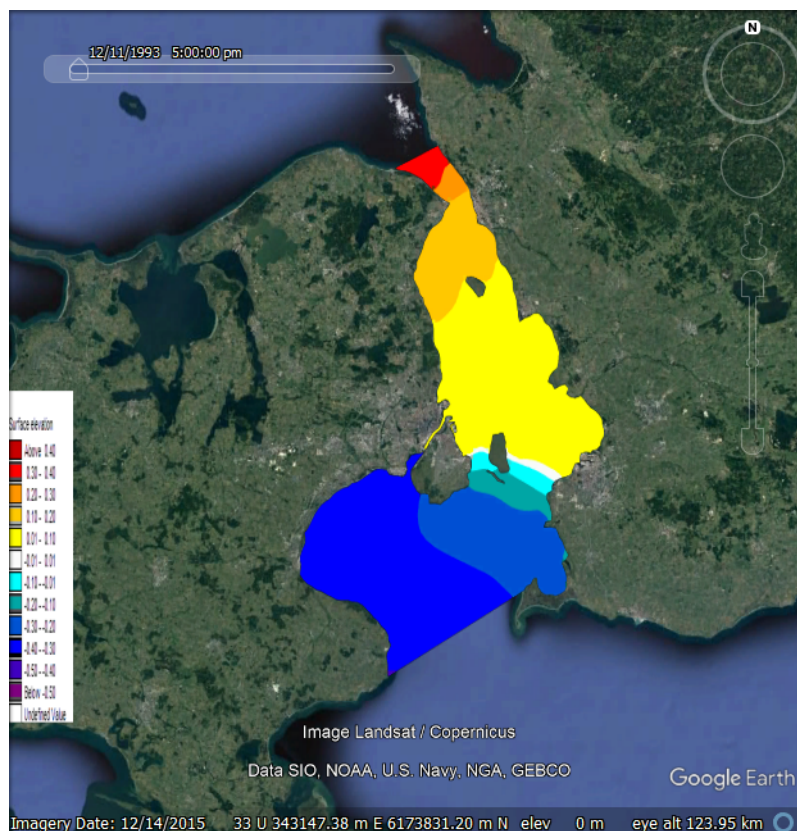 12/11/1993 5:00:00 pm
N
Surface elevation
Above 0.40
0.30 - 0.40
0.20 - 0.30
0.10 - 0.20
0.01 - 0.10
-0.01 - 0.01
-0.10 - -0.01
-0.20 - -0.10
-0.30 - -0.20
-0.40 - -0.30
-0.50 - -0.40
Below -0.50
Undefined Value
Image Landsat / Copernicus
Data SIO, NOAA, U.S. Navy, NGA, GEBCO
Google Earth
Imagery Date: 12/14/2015 33 U 343147.38 m E 6173831.20 m N elev 0 m eye alt 123.95 km